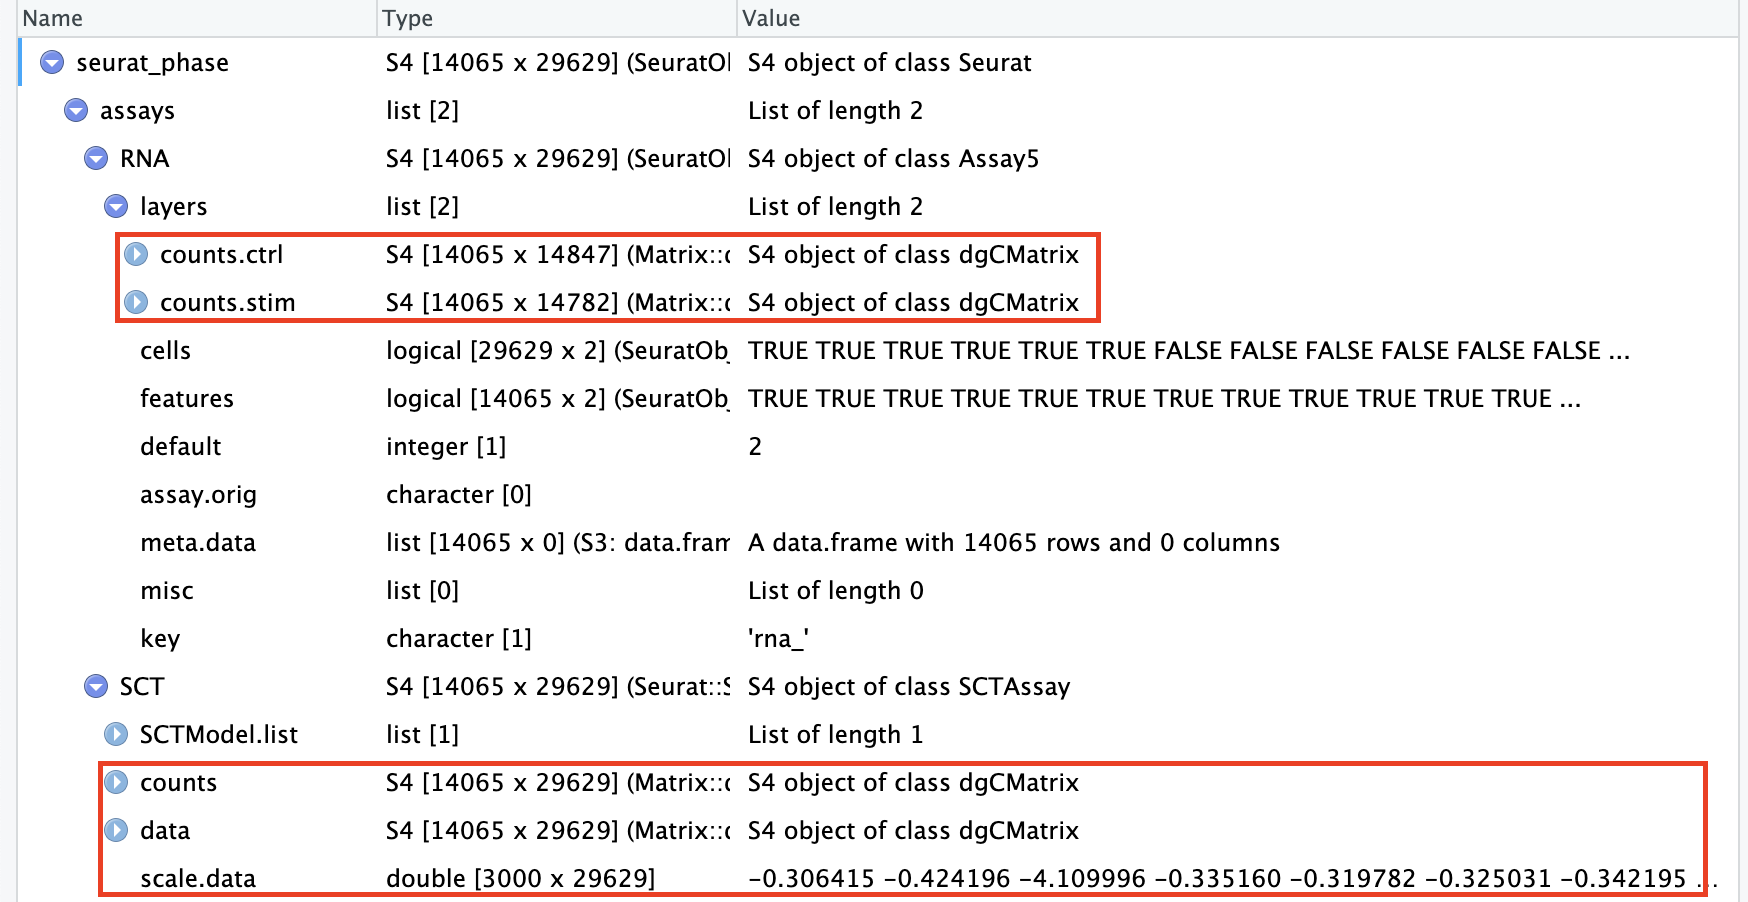 Name Type Value
seurat_phase S4 [14065 x 29629] (SeuratOl S4 object of class Seurat
assays list [2] List of length 2
RNA S4 [14065 x 29629] (SeuratOl S4 object of class Assay5
layers list [2] List of length 2
counts.ctrl S4 [14065 x 14847] (Matrix::c S4 object of class dgCMatrix
counts.stim S4 [14065 x 14782] (Matrix::c S4 object of class dgCMatrix
cells logical [29629 x 2] (SeuratOb, TRUE TRUE TRUE TRUE TRUE TRUE FALSE FALSE FALSE FALSE FALSE FALSE ...
features logical [14065 x 2] (SeuratOb, TRUE TRUE TRUE TRUE TRUE TRUE TRUE TRUE TRUE TRUE TRUE TRUE ...
default integer [1] 2
assay.orig character [0]
meta.data list [14065 x 0] (S3: data.fram A data.frame with 14065 rows and 0 columns
misc list [0] List of length 0
key character [1] 'rna_'
SCT S4 [14065 x 29629] (Seurat::S S4 object of class SCTAssay
SCTModel.list list [1] List of length 1
counts S4 [14065 x 29629] (Matrix::c S4 object of class dgCMatrix
data S4 [14065 x 29629] (Matrix::c S4 object of class dgCMatrix
scale.data double [3000 x 29629] -0.306415 -0.424196 -4.109996 -0.335160 -0.319782 -0.325031 -0.342195 ...